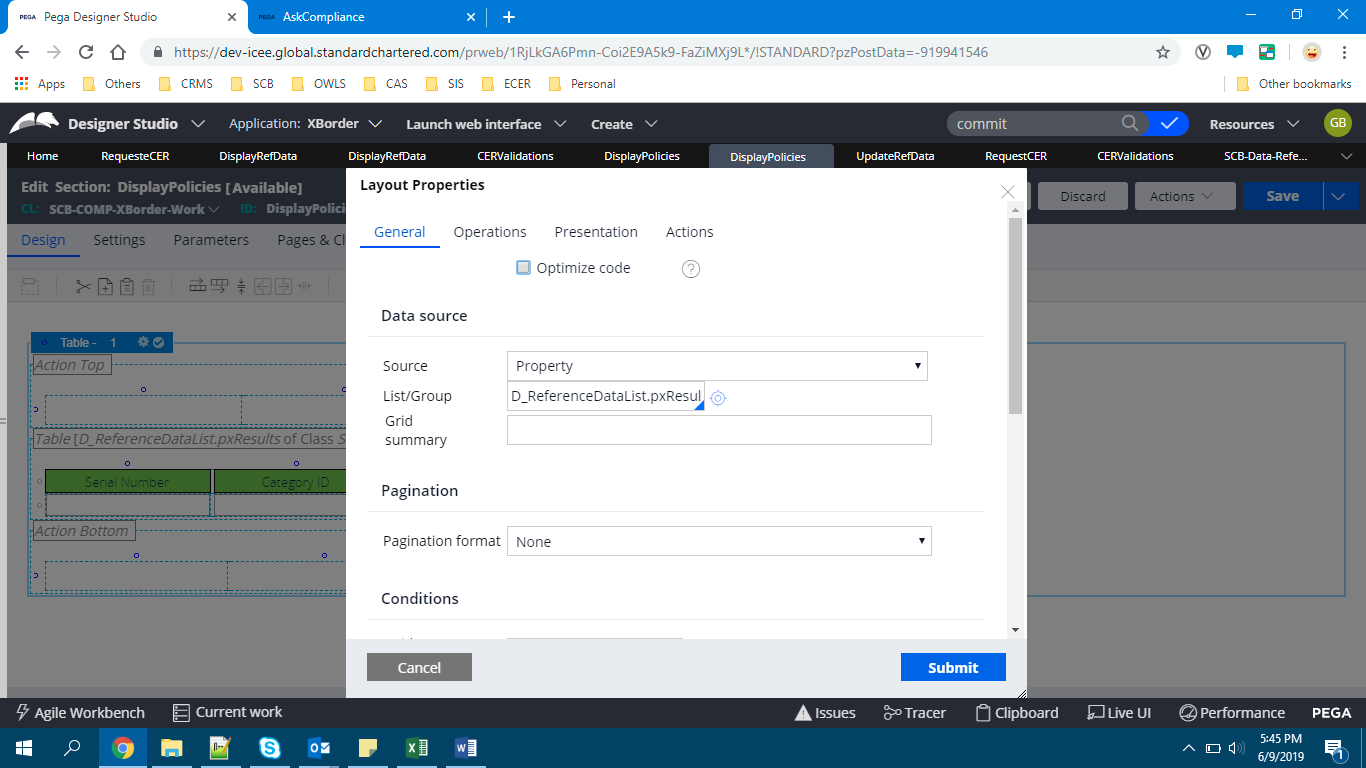 PEGA Pega Designer Studio
PEGA AskCompliance
https://dev-icee.global.standardchartered.com/prweb/1RjLkGA6Pmn-Coi2E9A5k9-FaZiMXj9L*/!STANDARD?pzPostData=-919941546
Apps Others CRMS SCB OWLS CAS SIS ECER Personal Other bookmarks
Designer Studio Application: XBorder Launch web interface Create commit Resources GB
Home RequesteCER DisplayRefData DisplayRefData CERValidations DisplayPolicies DisplayPolicies UpdateRefData RequestCER CERValidations SCB-Data-Refe...
Edit Section: DisplayPolicies [Available]
CL: SCB-COMP-XBorder-Work ID: DisplayPolici
Discard Actions Save
Design Settings Parameters Pages & Cl
Layout Properties
General Operations Presentation Actions
Optimize code ?
Data source
Source Property
List/Group D_ReferenceDataList.pxResul
Grid summary
Pagination
Pagination format None
Conditions
Cancel Submit
Table - 1
Action Top
Table [D_ReferenceDataList.pxResults of Class S
Serial Number Category ID
Action Bottom
Agile Workbench Current work Issues Tracer Clipboard Live UI Performance PEGA
5:45 PM
6/9/2019
1